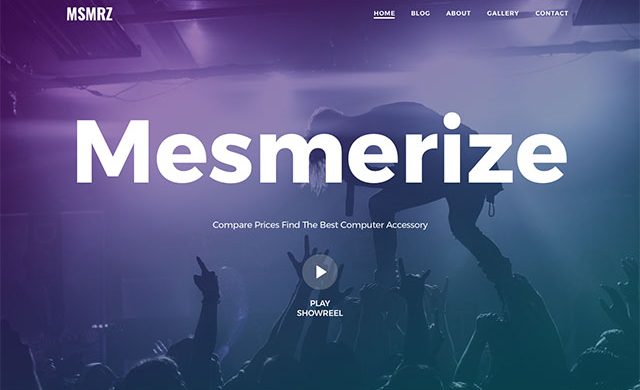 MSMRZ
HOME BLOG ABOUT GALLERY CONTACT
Mesmerize
Compare Prices Find The Best Computer Accessory
PLAY
SHOWREEL